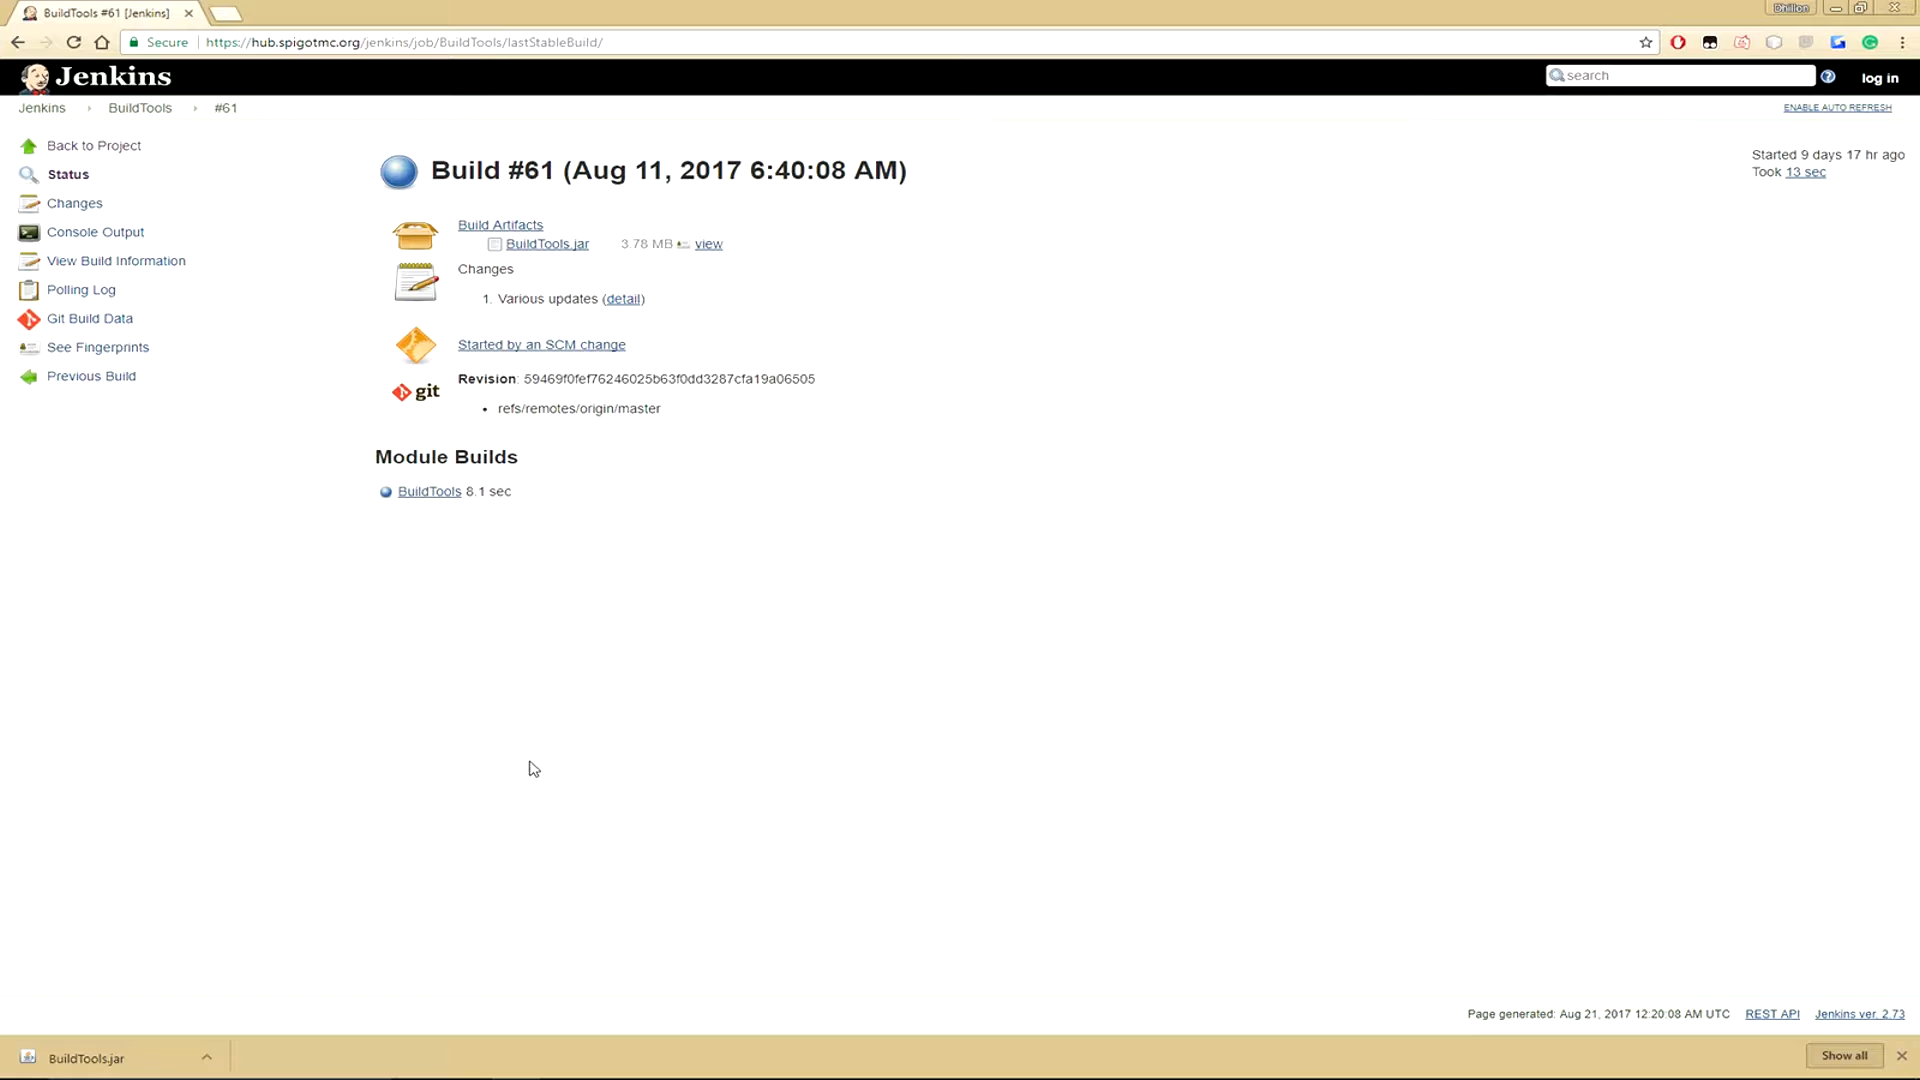 BuildTools #61 [Jenkins]
Dhillon
Secure https://hub.spigotmc.org/jenkins/job/BuildTools/lastStableBuild/
Jenkins
search
log in
Jenkins BuildTools #61
ENABLE AUTO REFRESH
Back to Project
Status
Changes
Console Output
View Build Information
Polling Log
Git Build Data
See Fingerprints
Previous Build
Build #61 (Aug 11, 2017 6:40:08 AM)
Started 9 days 17 hr ago
Took 13 sec
Build Artifacts
BuildTools.jar 3.78 MB view
Changes
1. Various updates (detail)
Started by an SCM change
git
Revision: 59469f0fef76246025b63f0dd3287cfa19a06505
• refs/remotes/origin/master
Module Builds
BuildTools 8.1 sec
Page generated: Aug 21, 2017 12:20:08 AM UTC REST API Jenkins ver. 2.73
BuildTools.jar
Show all